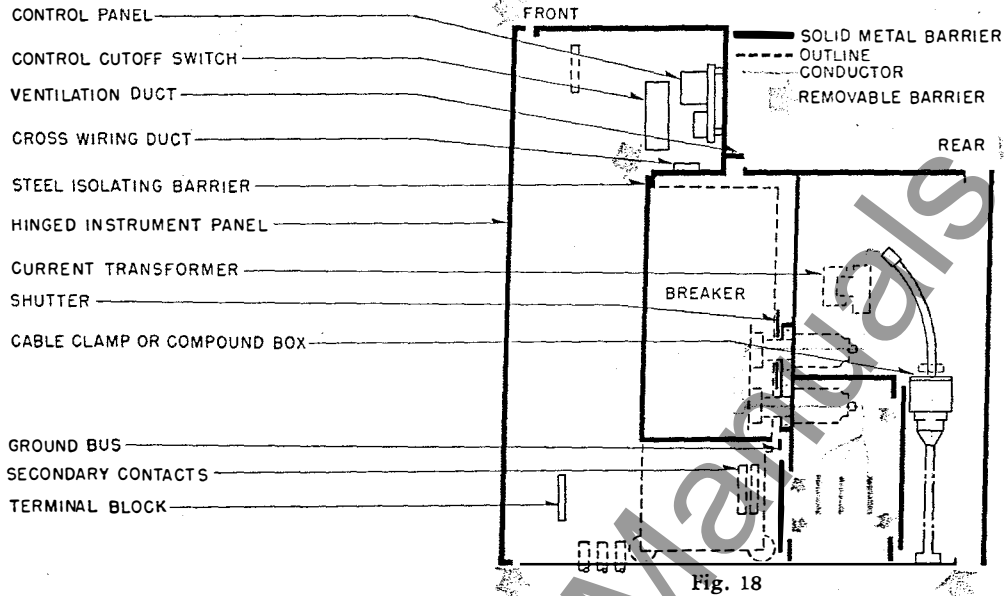 CONTROL PANEL
CONTROL CUTOFF SWITCH
VENTILATION DUCT
CROSS WIRING DUCT
STEEL ISOLATING BARRIER
HINGED INSTRUMENT PANEL
CURRENT TRANSFORMER
SHUTTER
CABLE CLAMP OR COMPOUND BOX
GROUND BUS
SECONDARY CONTACTS
TERMINAL BLOCK
FRONT
SOLID METAL BARRIER
OUTLINE
CONDUCTOR
REMOVABLE BARRIER
REAR
BREAKER
Fig. 18
Manuals